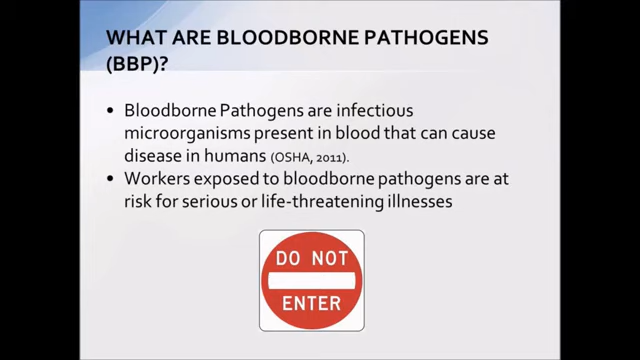 WHAT ARE BLOODBORNE PATHOGENS
(BBP)?
• Bloodborne Pathogens are infectious
microorganisms present in blood that can cause
disease in humans (OSHA, 2011).
• Workers exposed to bloodborne pathogens are at
risk for serious or life-threatening illnesses
DO NOT
ENTER